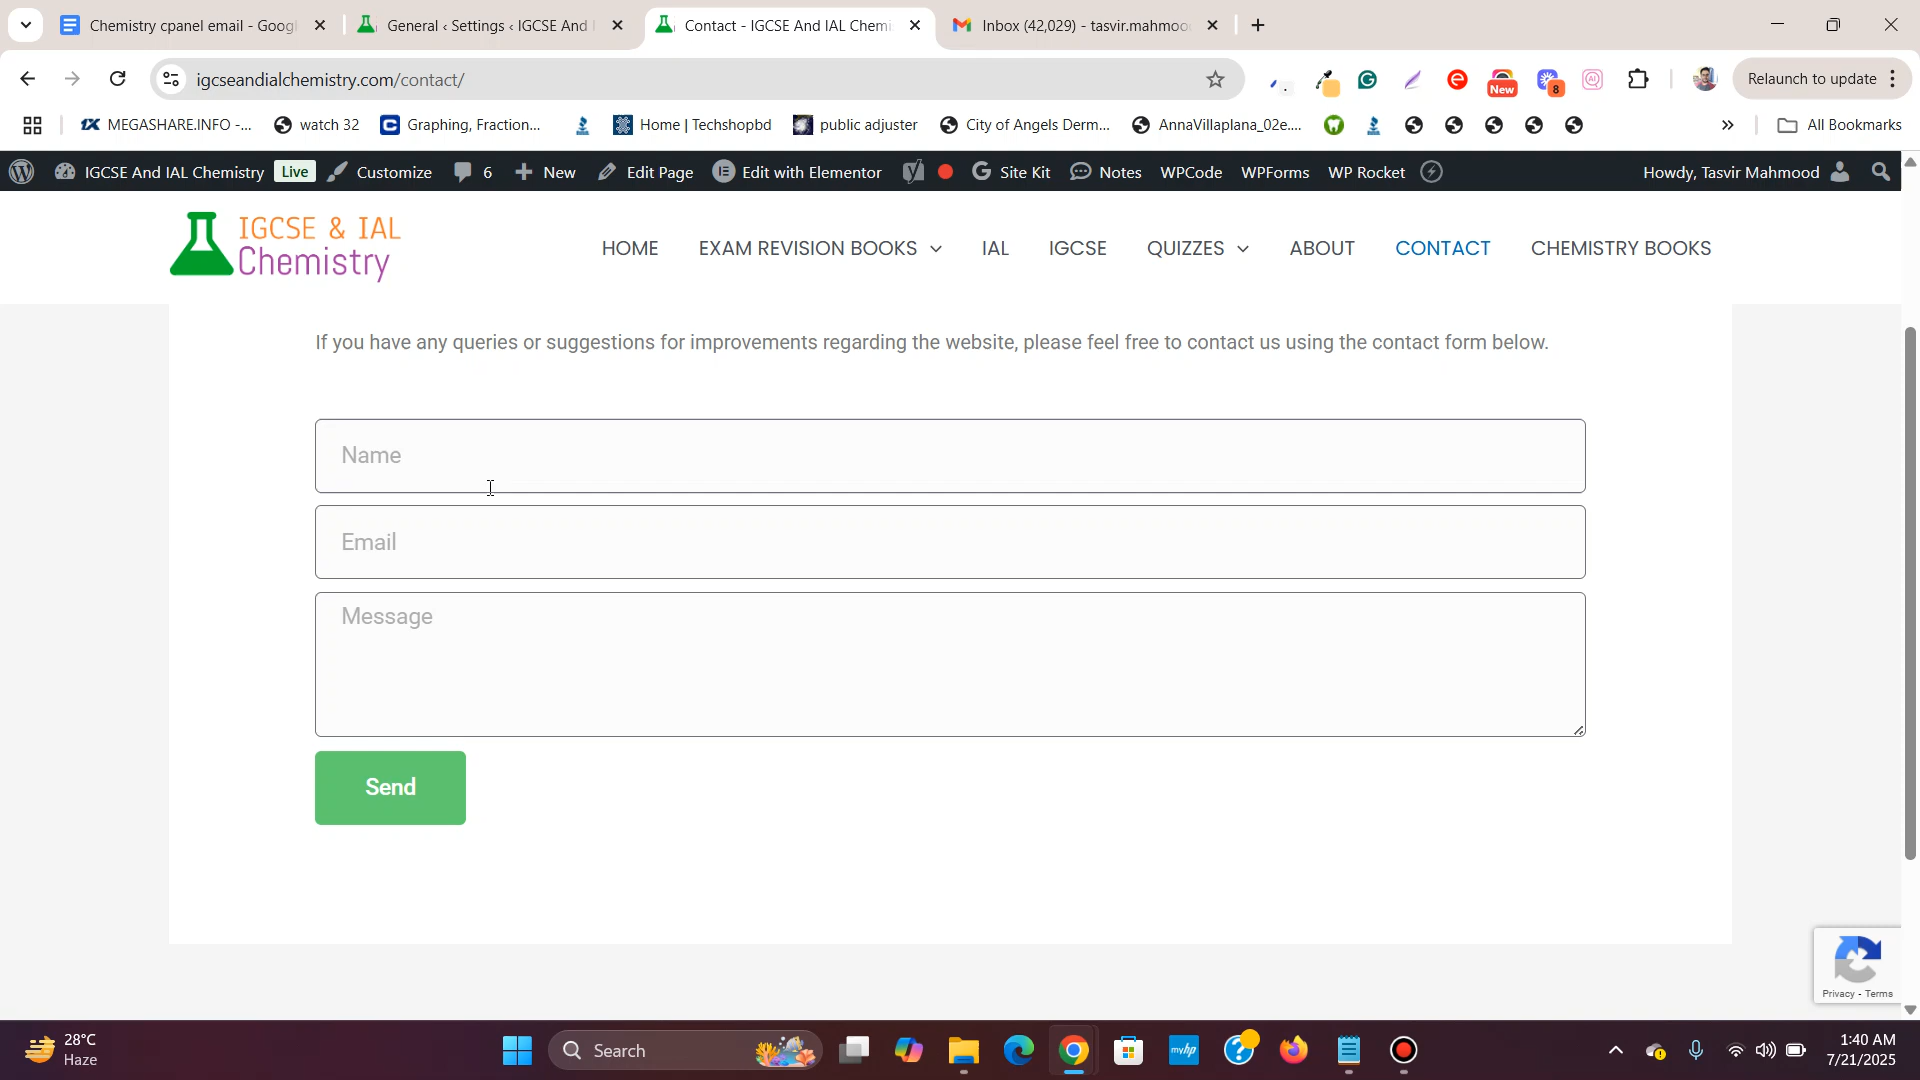 Chemistry cpanel email - Goog
General ‹ Settings ‹ IGCSE And I
Contact - IGCSE And IAL Chemi
Inbox (42,029) - tasvir.mahmoo
igcseandialchemistry.com/contact/
New
8
Relaunch to update
MEGASHARE.INFO -...
watch 32
Graphing, Fraction...
Home | Techshopbd
public adjuster
City of Angels Derm...
AnnaVillaplana_02e....
»
All Bookmarks
IGCSE And IAL Chemistry
Live
Customize
6
New
Edit Page
Edit with Elementor
Site Kit
Notes
WPCode
WPForms
WP Rocket
Howdy, Tasvir Mahmood
IGCSE & IAL
Chemistry
HOME
EXAM REVISION BOOKS
IAL
IGCSE
QUIZZES
ABOUT
CONTACT
CHEMISTRY BOOKS
If you have any queries or suggestions for improvements regarding the website, please feel free to contact us using the contact form below.
Name
Email
Message
Send
Privacy - Terms
28°C
Haze
Search
myhp
1:40 AM
7/21/2025